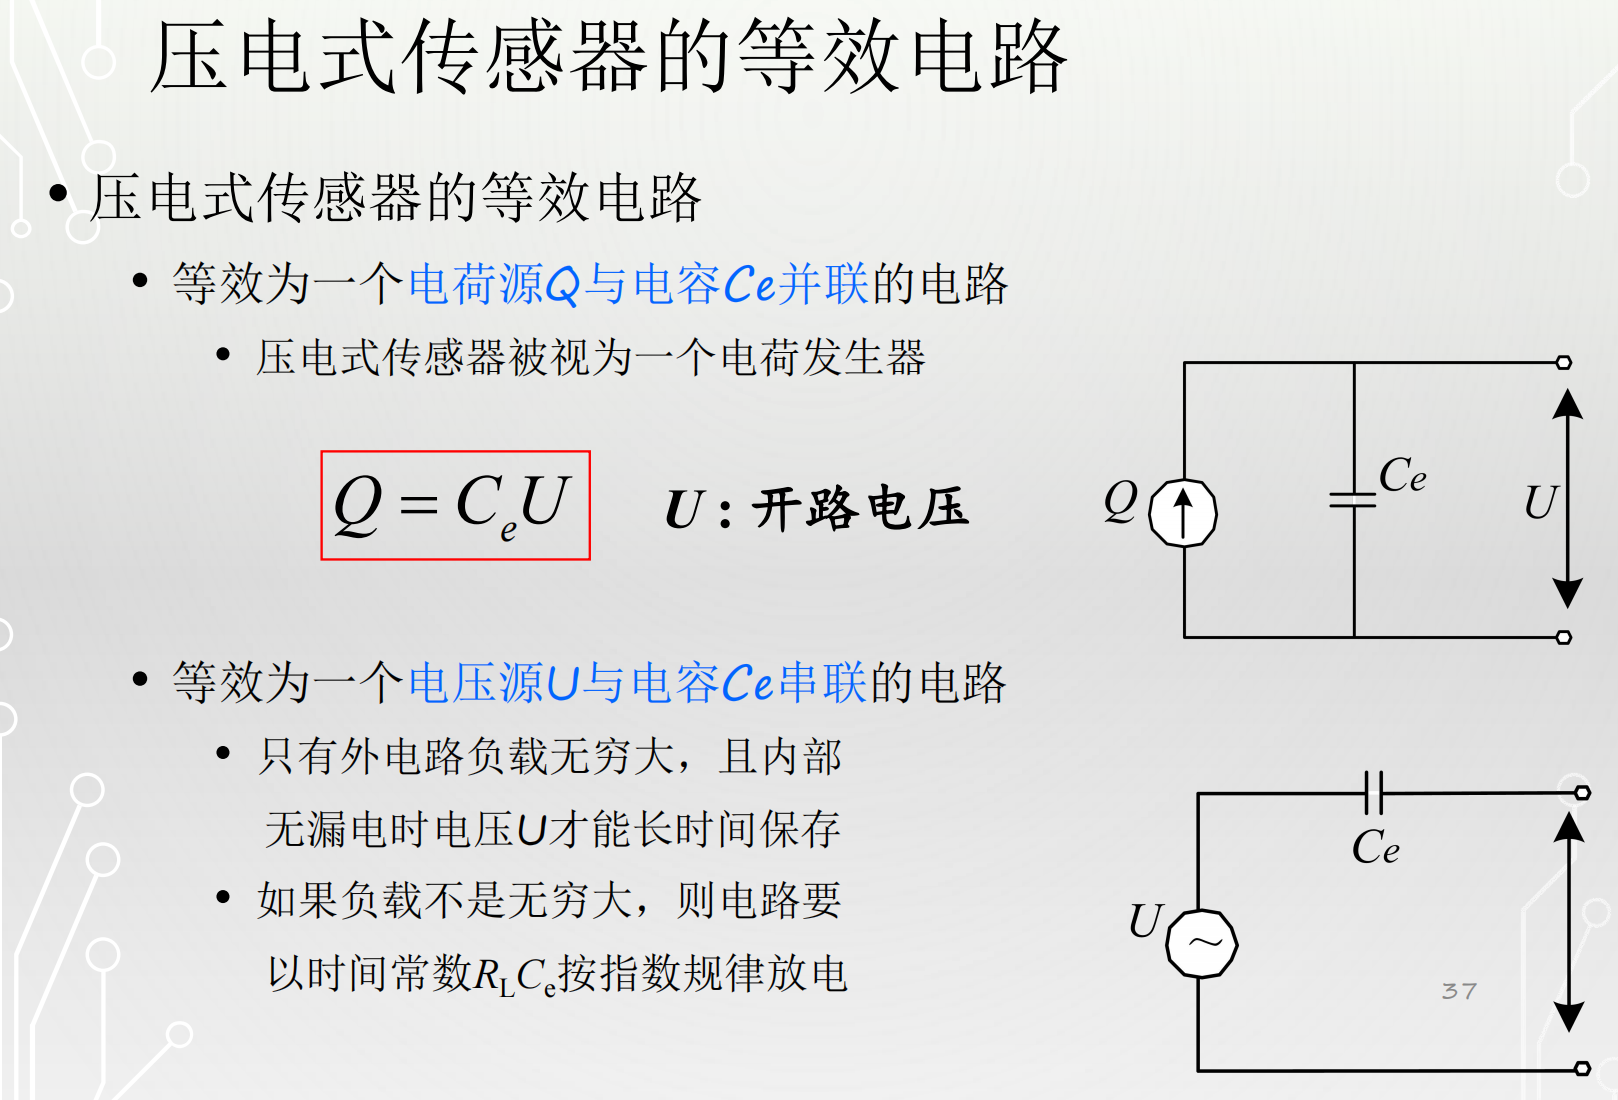 压电式传感器的等效电路
• 压电式传感器的等效电路
• 等效为一个电荷源Q与电容Ce并联的电路
• 压电式传感器被视为一个电荷发生器
Q = CₑU
U：开路电压
Q
Ce
U
• 等效为一个电压源U与电容Ce串联的电路
• 只有外电路负载无穷大，且内部
无漏电时电压U才能长时间保存
• 如果负载不是无穷大，则电路要
以时间常数R_LCₑ按指数规律放电
Ce
U
~
37